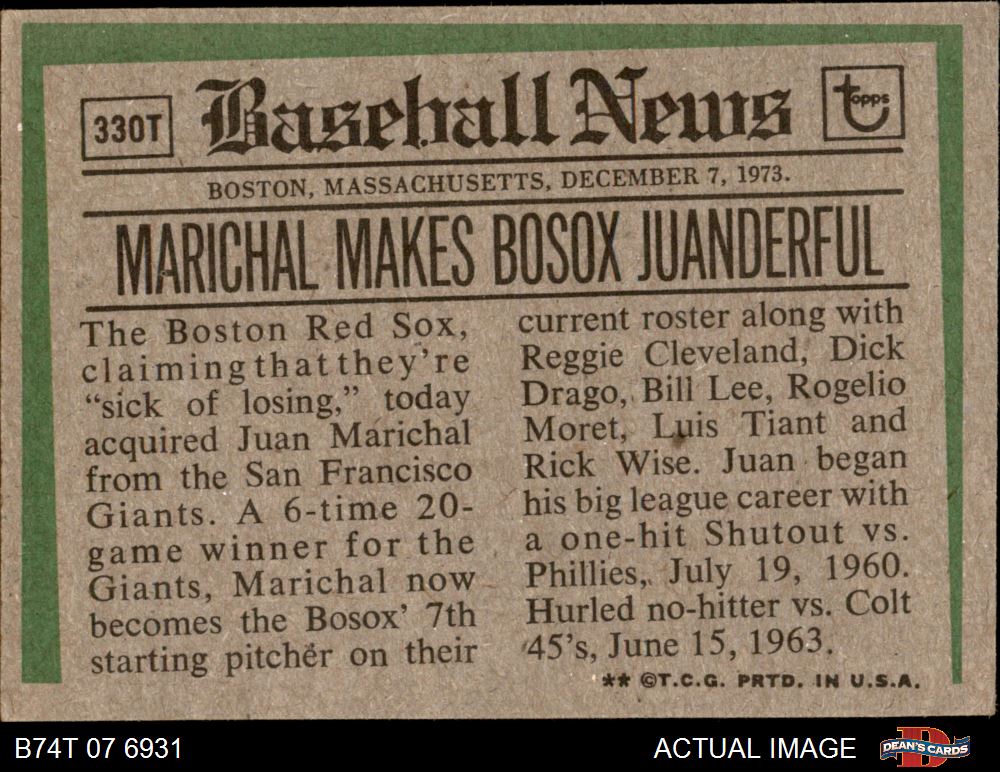 330T
Baseball News
topps
BOSTON, MASSACHUSETTS, DECEMBER 7, 1973.
MARICHAL MAKES BOSOX JUANDERFUL
The Boston Red Sox,
claiming that they're
“sick of losing,” today
acquired Juan Marichal
from the San Francisco
Giants. A 6-time 20-
game winner for the
Giants, Marichal now
becomes the Bosox' 7th
starting pitcher on their
current roster along with
Reggie Cleveland, Dick
Drago, Bill Lee, Rogelio
Moret, Luis Tiant and
Rick Wise. Juan began
his big league career with
a one-hit Shutout vs.
Phillies, July 19, 1960.
Hurled no-hitter vs. Colt
45's, June 15, 1963.
** ©T.C.G. PRTD. IN U.S.A.
B74T 07 6931
ACTUAL IMAGE
DEAN'S CARDS